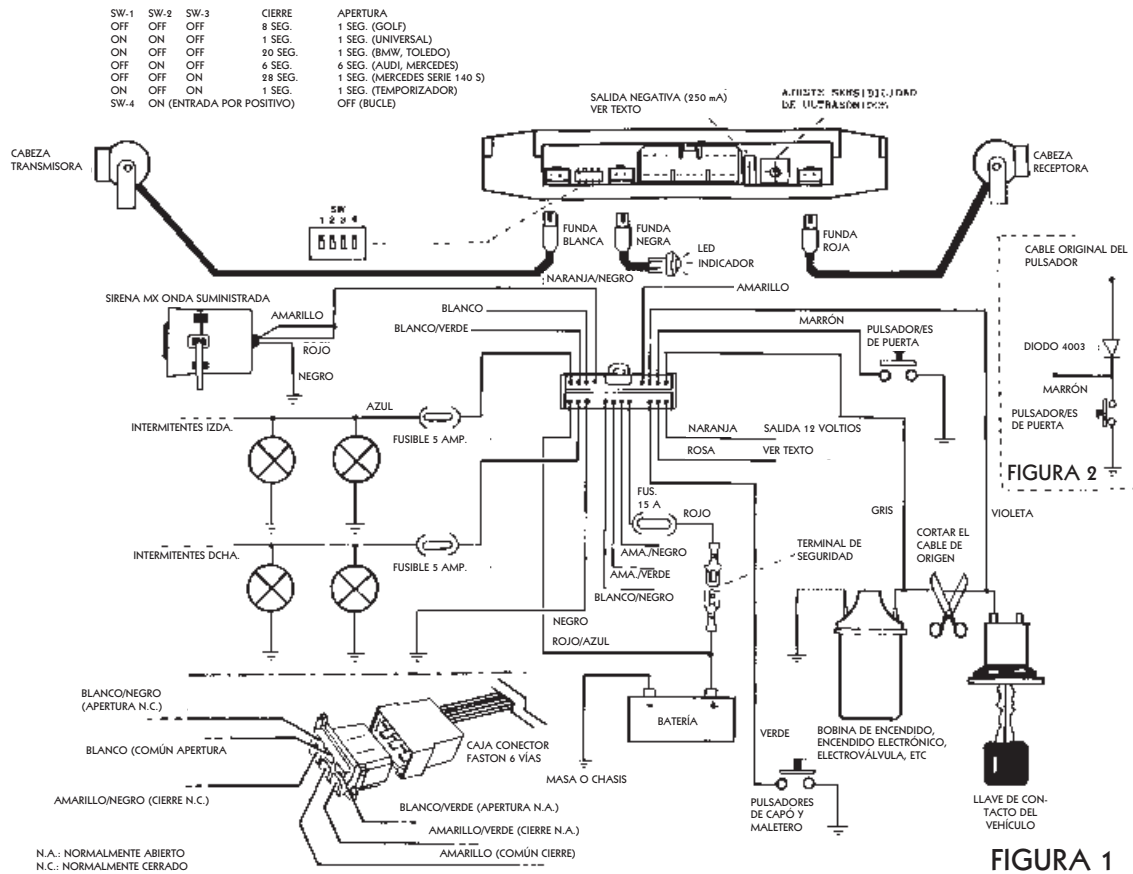 SW-1 SW-2 SW-3 CIERRE APERTURA
OFF OFF OFF 8 SEG. 1 SEG. (GOLF)
ON ON OFF 1 SEG. 1 SEG. (UNIVERSAL)
ON OFF OFF 20 SEG. 1 SEG. (BMW, TOLEDO)
OFF ON OFF 6 SEG. 6 SEG. (AUDI, MERCEDES)
OFF OFF ON 28 SEG. 1 SEG. (MERCEDES SERIE 140 S)
ON OFF ON 1 SEG. 1 SEG. (TEMPORIZADOR)
SW-4 ON (ENTRADA POR POSITIVO) OFF (BUCLE)
SALIDA NEGATIVA (250 mA)
VER TEXTO
AJUSTE SENSIBILIDAD
DE ULTRASONIDOS
CABEZA
TRANSMISORA
CABEZA
RECEPTORA
SW
1 2 3 4
FUNDA
BLANCA
FUNDA
NEGRA
LED
INDICADOR
FUNDA
ROJA
CABLE ORIGINAL DEL
PULSADOR
DIODO 4003
MARRÓN
PULSADOR/ES
DE PUERTA
FIGURA 2
NARANJA/NEGRO
AMARILLO
SIRENA MX ONDA SUMINISTRADA
AMARILLO
ROJO
NEGRO
BLANCO
BLANCO/VERDE
MARRÓN
PULSADOR/ES
DE PUERTA
AZUL
INTERMITENTES IZDA.
FUSIBLE 5 AMP.
NARANJA SALIDA 12 VOLTIOS
ROSA VER TEXTO
FUS.
15 A
ROJO
GRIS
VIOLETA
CORTAR EL
CABLE DE
ORIGEN
TERMINAL DE
SEGURIDAD
INTERMITENTES DCHA.
FUSIBLE 5 AMP.
AMA./NEGRO
AMA./VERDE
BLANCO/NEGRO
NEGRO
ROJO/AZUL
BATERÍA
VERDE
MASA O CHASIS
BOBINA DE ENCENDIDO,
ENCENDIDO ELECTRÓNICO,
ELECTROVÁLVULA, ETC
PULSADORES
DE CAPÓ Y
MALETERO
LLAVE DE CON-
TACTO DEL
VEHÍCULO
BLANCO/NEGRO
(APERTURA N.C.)
BLANCO (COMÚN APERTURA
AMARILLO/NEGRO (CIERRE N.C.)
CAJA CONECTOR
FASTON 6 VÍAS
BLANCO/VERDE (APERTURA N.A.)
AMARILLO/VERDE (CIERRE N.A.)
AMARILLO (COMÚN CIERRE)
N.A.: NORMALMENTE ABIERTO
N.C.: NORMALMENTE CERRADO
FIGURA 1